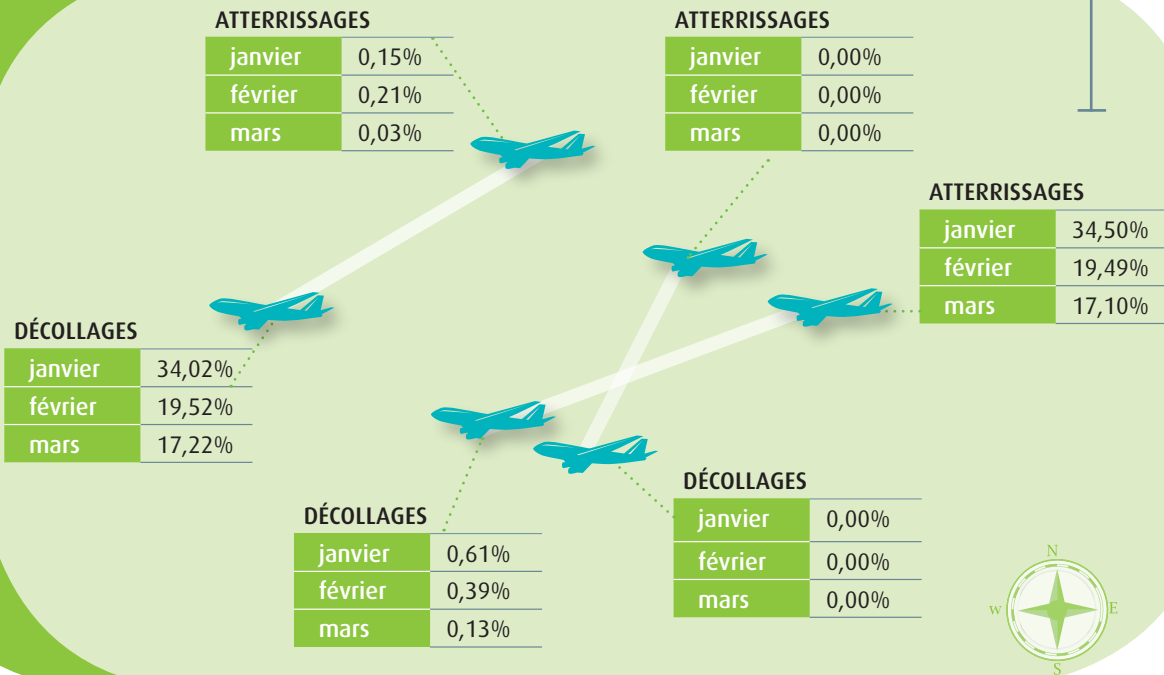 ATTERRISSAGES
janvier 0,15%
février 0,21%
mars 0,03%
ATTERRISSAGES
janvier 0,00%
février 0,00%
mars 0,00%
ATTERRISSAGES
janvier 34,50%
février 19,49%
mars 17,10%
DÉCOLLAGES
janvier 34,02%
février 19,52%
mars 17,22%
DÉCOLLAGES
janvier 0,61%
février 0,39%
mars 0,13%
DÉCOLLAGES
janvier 0,00%
février 0,00%
mars 0,00%
N
W E
S